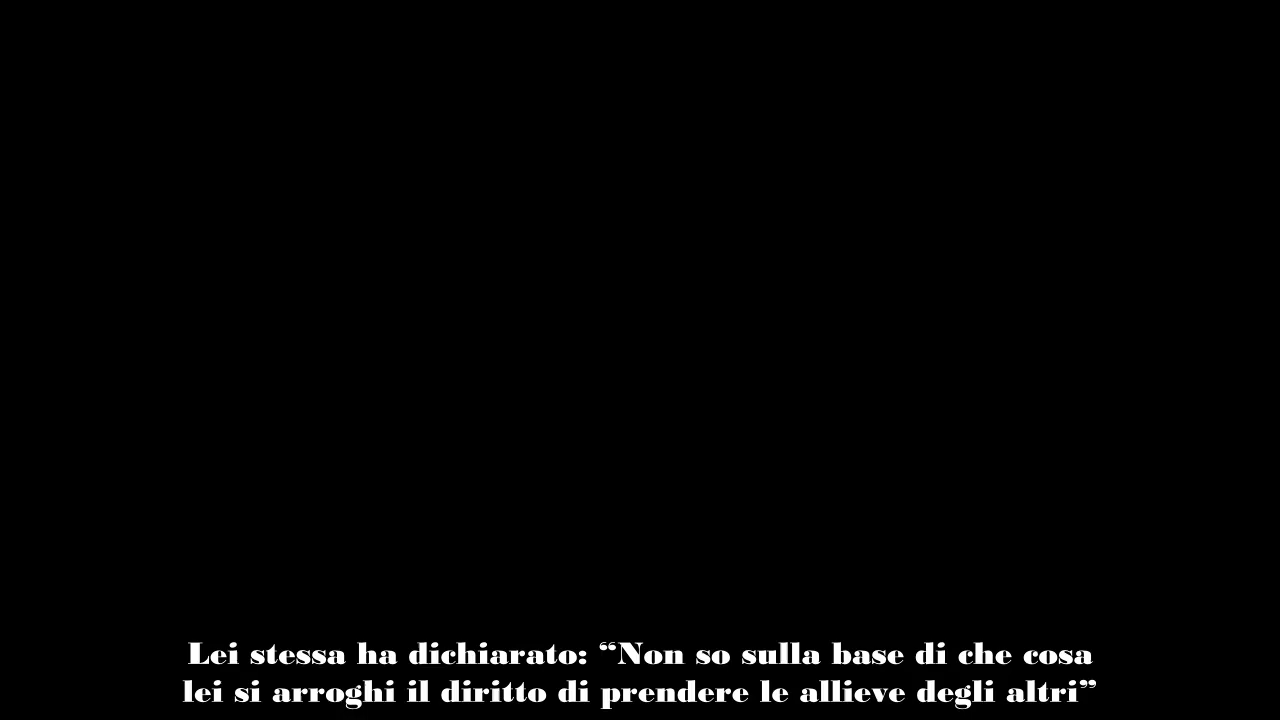 Lei stessa ha dichiarato: “Non so sulla base di che cosa
lei si arroghi il diritto di prendere le allieve degli altri”